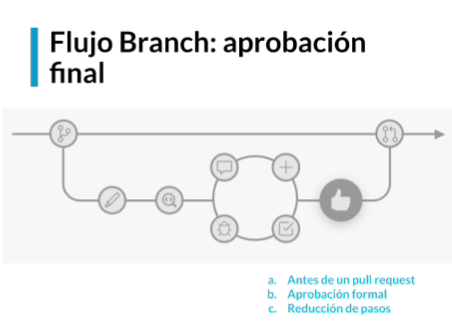 Flujo Branch: aprobación
final
a. Antes de un pull request
b. Aprobación formal
c. Reducción de pasos